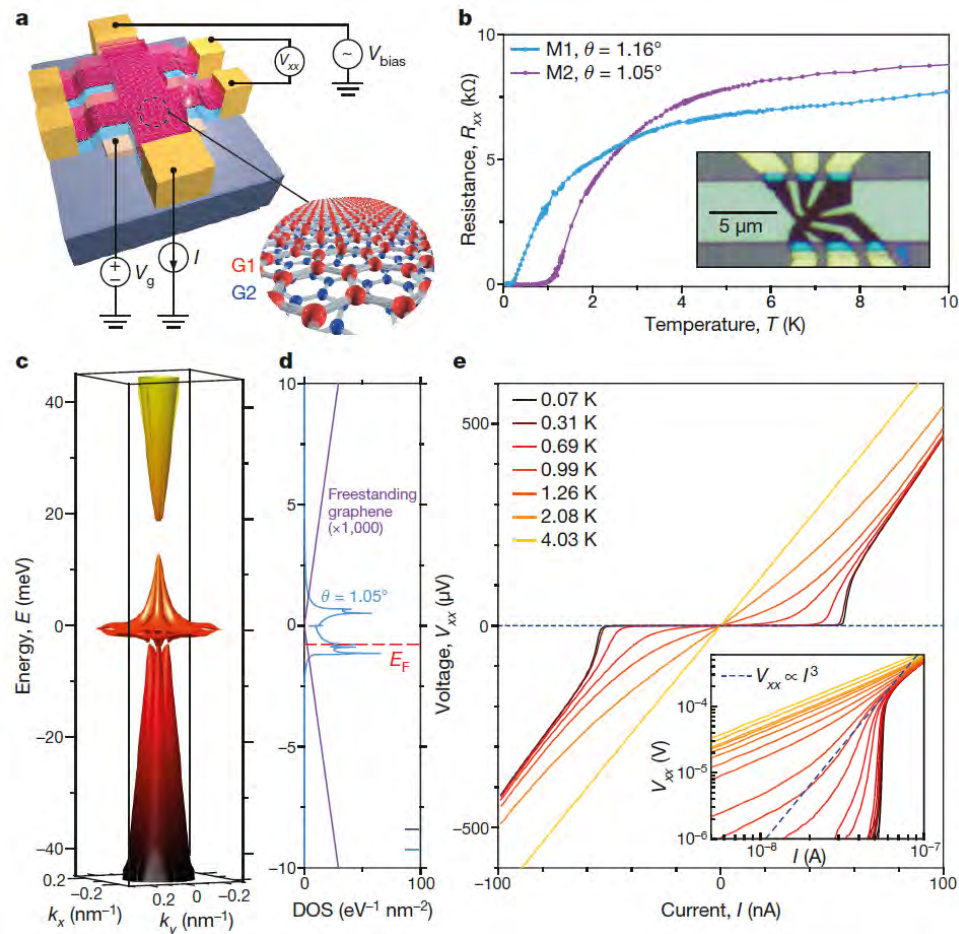 a
V_xx
~
V_bias
+
−
V_g
I
G1
G2
b
Resistance, R_xx (kΩ)
10
5
0
M1, θ = 1.16°
M2, θ = 1.05°
5 μm
0 2 4 6 8 10
Temperature, T (K)
c
Energy, E (meV)
40
20
0
−20
−40
0.2 0 −0.2
−0.2 0 0.2
k_x (nm⁻¹)
k_y (nm⁻¹)
d
10
5
0
−5
−10
Freestanding
graphene
(×1,000)
θ = 1.05°
E_F
0 50 100
DOS (eV⁻¹ nm⁻²)
e
Voltage, V_xx (μV)
500
0
−500
0.07 K
0.31 K
0.69 K
0.99 K
1.26 K
2.08 K
4.03 K
V_xx ∝ I³
V_xx (V)
10⁻⁴
10⁻⁵
10⁻⁶
10⁻⁸ I (A) 10⁻⁷
−100 −50 0 50 100
Current, I (nA)